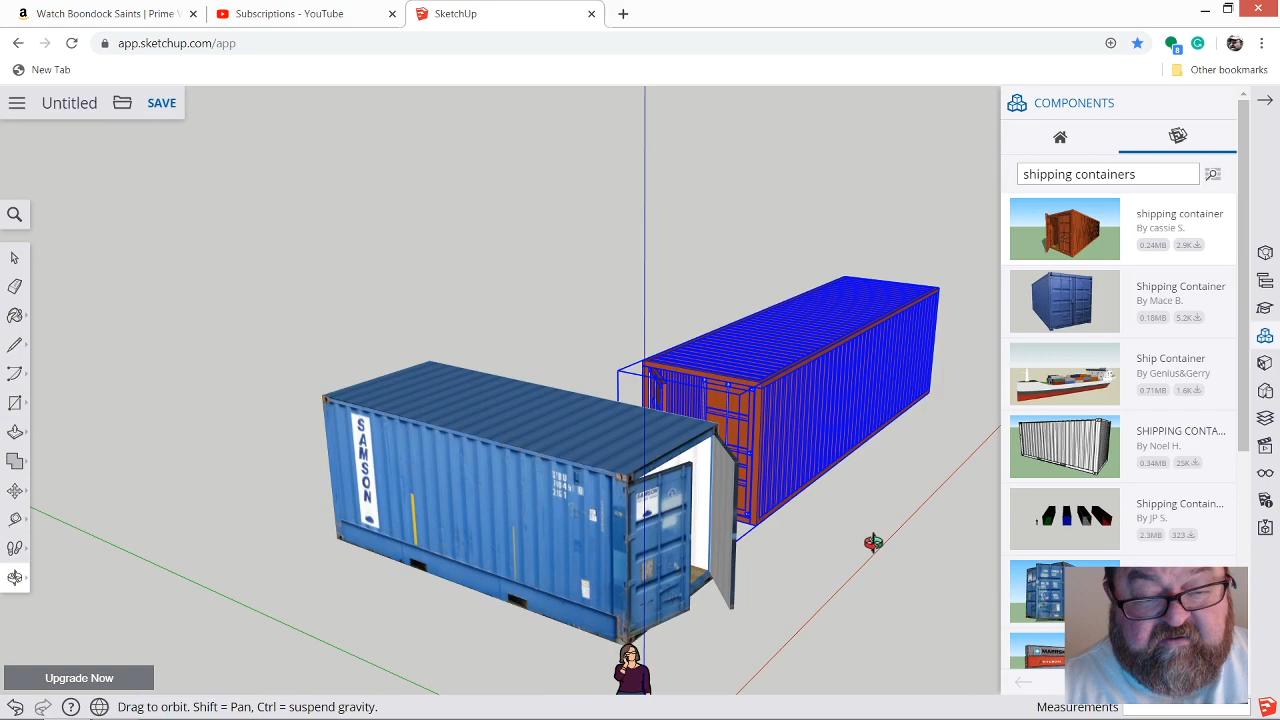 Watch Boondock Saints | Prime V
Subscriptions - YouTube
SketchUp
app.sketchup.com/app
8
New Tab
Other bookmarks
Untitled
SAVE
COMPONENTS
shipping containers
shipping container
By cassie S.
0.24MB 2.9K
Shipping Container
By Mace B.
0.18MB 5.2K
Ship Container
By Genius&Gerry
0.71MB 1.6K
SHIPPING CONTA...
By Noel H.
0.34MB 25K
Shipping Contain...
By JP S.
2.3MB 323
SAMSON
SAMSON
MAERSK
Upgrade Now
Drag to orbit. Shift = Pan, Ctrl = suspend gravity.
Measurements